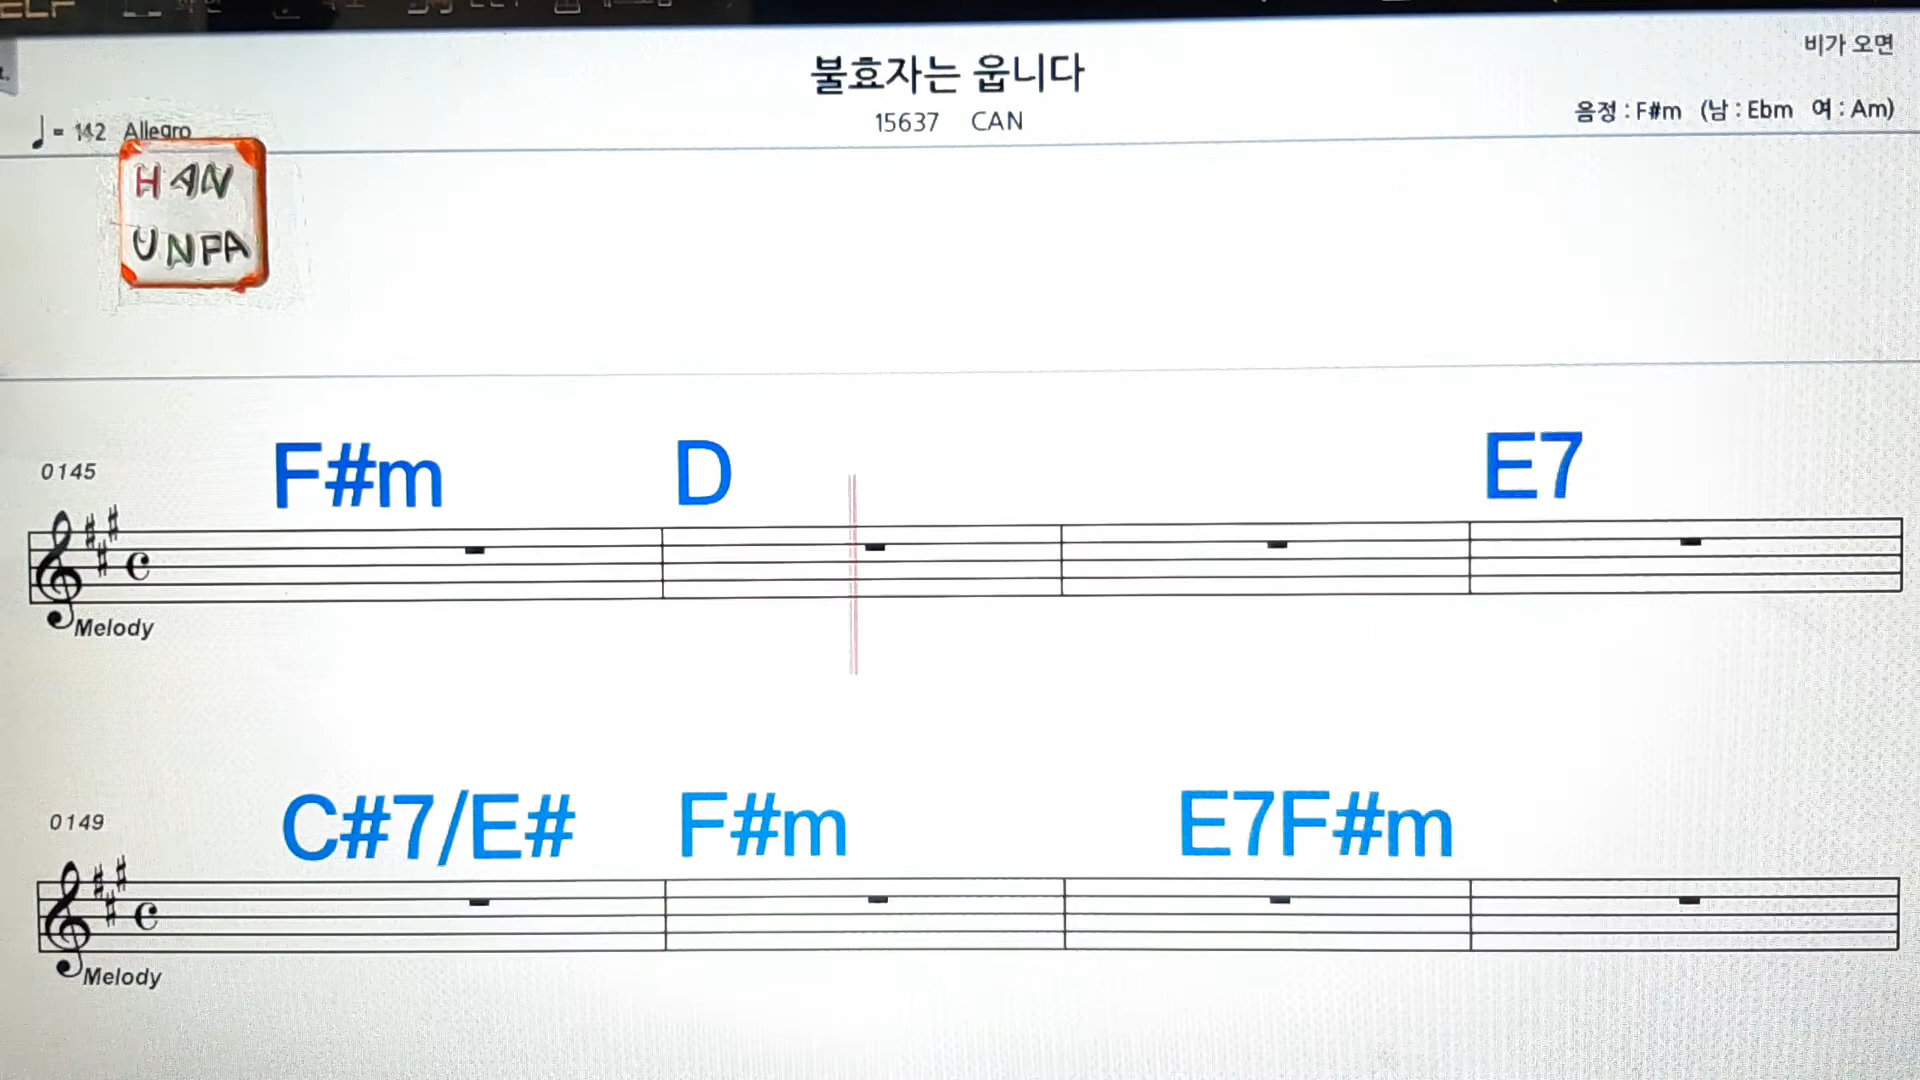 비가 오면
불효자는 웁니다
15637 CAN
음정 : F#m (남 : Ebm 여 : Am)
♩ = 142 Allegro
HAN
UNFA
F#m D E7
0145
Melody
C#7/E# F#m E7F#m
0149
Melody